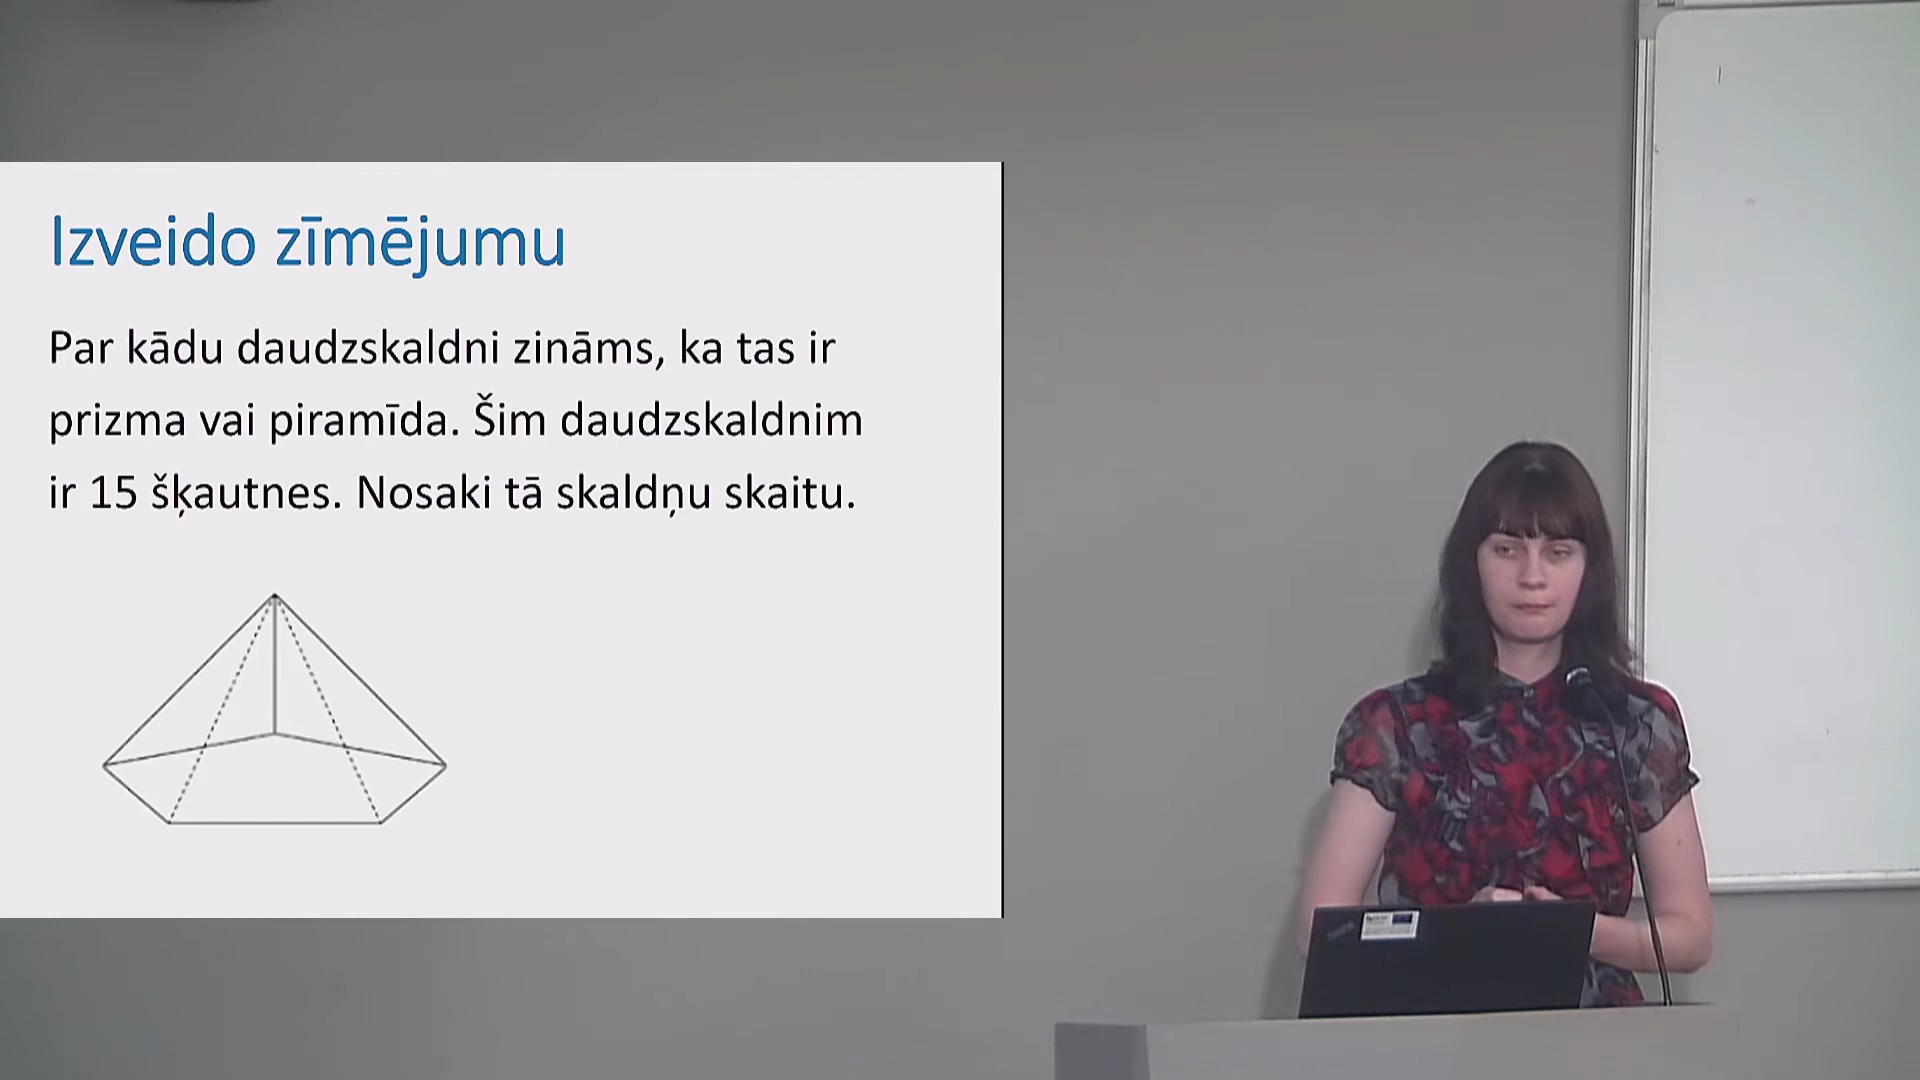 Izveido zīmējumu
Par kādu daudzskaldni zināms, ka tas ir
prizma vai piramīda. Šim daudzskaldnim
ir 15 šķautnes. Nosaki tā skaldņu skaitu.